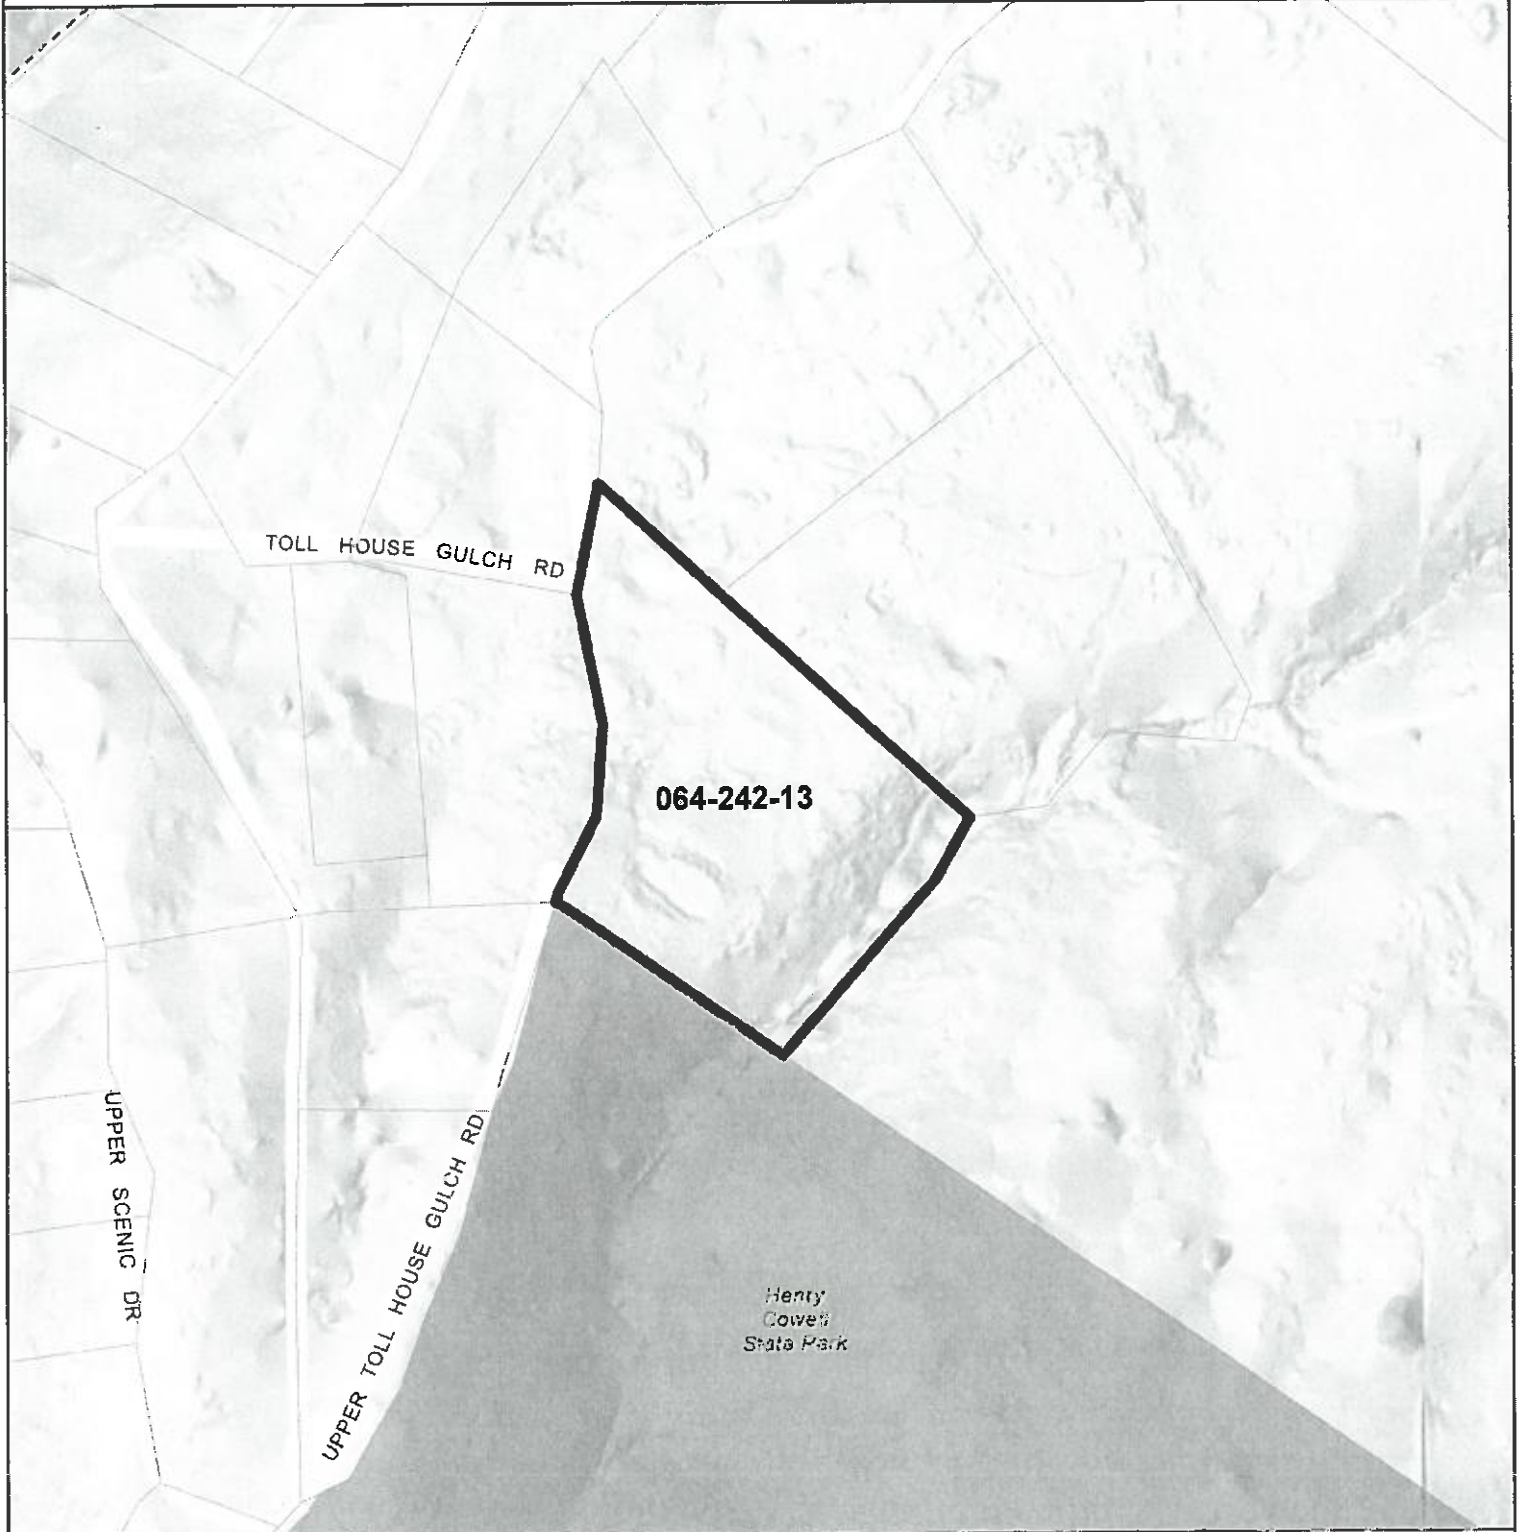 TOLL HOUSE GULCH RD
064-242-13
UPPER SCENIC DR
UPPER TOLL HOUSE GULCH RD
Henry
Cowell
State Park